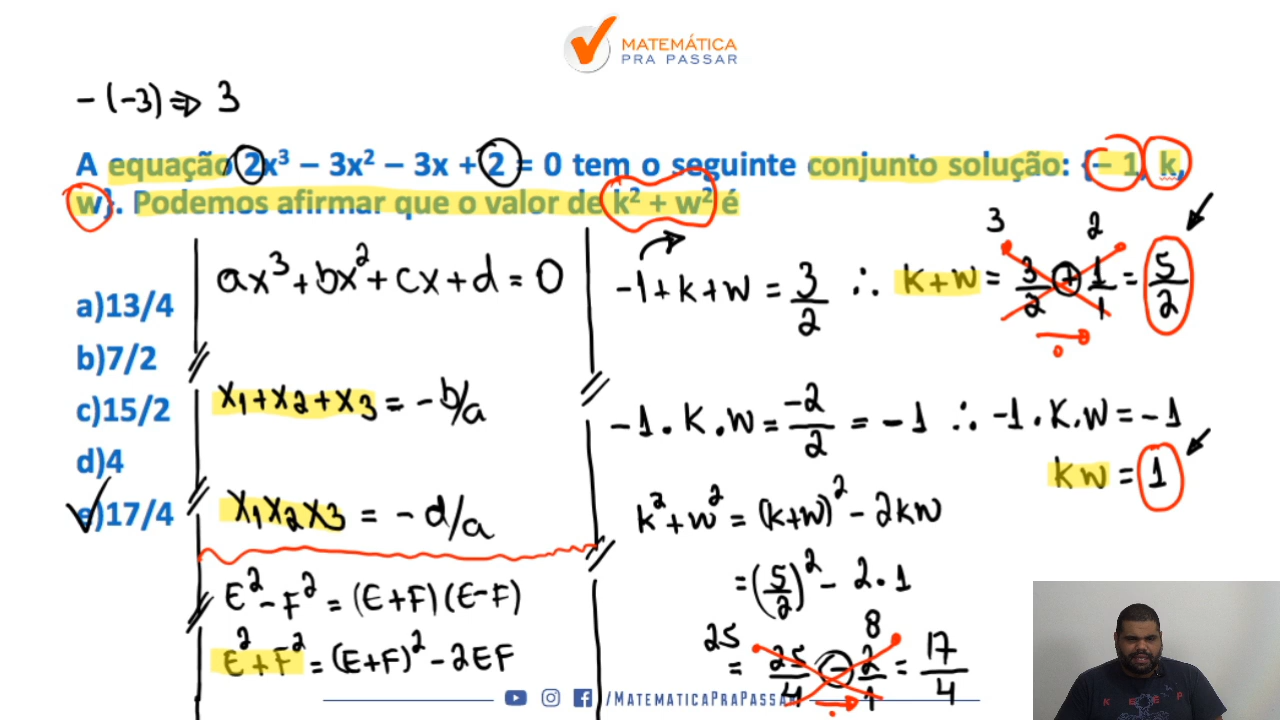 MATEMÁTICA
PRA PASSAR
-(-3) ⇒ 3
A equação 2x³ – 3x² – 3x + 2 = 0 tem o seguinte conjunto solução: {– 1, k,
w}. Podemos afirmar que o valor de k² + w² é
a)13/4
b)7/2
c)15/2
d)4
e)17/4
ax³+bx²+cx+d=0
x₁+x₂+x₃ = -b/a
x₁x₂x₃ = -d/a
E²-F² = (E+F)(E-F)
E²+F² = (E+F)²-2EF
3 2
-1+k+w = 3/2 ∴ k+w = 3/2 + 1/1 = 5/2
-1.K.W = -2/2 = -1 ∴ -1.K.W = -1
kw = 1
k²+w² = (k+w)² - 2kw
= (5/2)² - 2·1
25 8
= 25/4 - 2/1 = 17/4
/MATEMATICAPRAPASSAR
KEEP